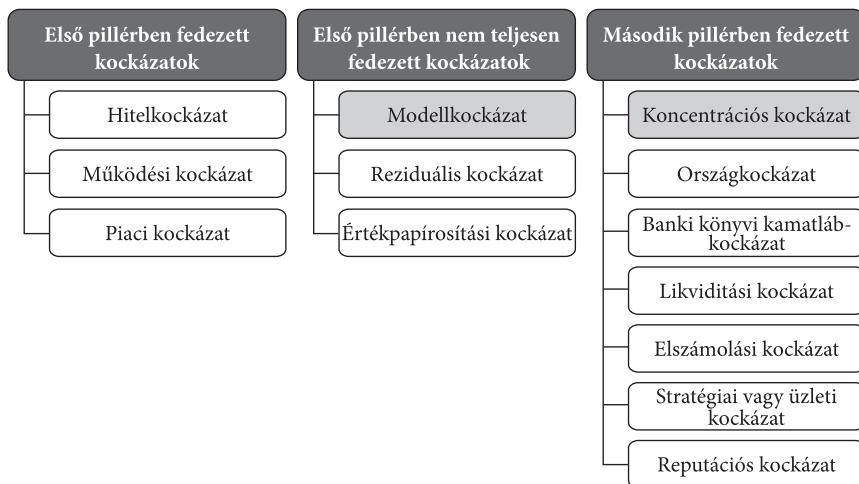 Első pillérben fedezett
kockázatok
Hitelkockázat
Működési kockázat
Piaci kockázat
Első pillérben nem teljesen
fedezett kockázatok
Modellkockázat
Reziduális kockázat
Értékpapírosítási kockázat
Második pillérben fedezett
kockázatok
Koncentrációs kockázat
Országkockázat
Banki könyvi kamatláb-
kockázat
Likviditási kockázat
Elszámolási kockázat
Stratégiai vagy üzleti
kockázat
Reputációs kockázat